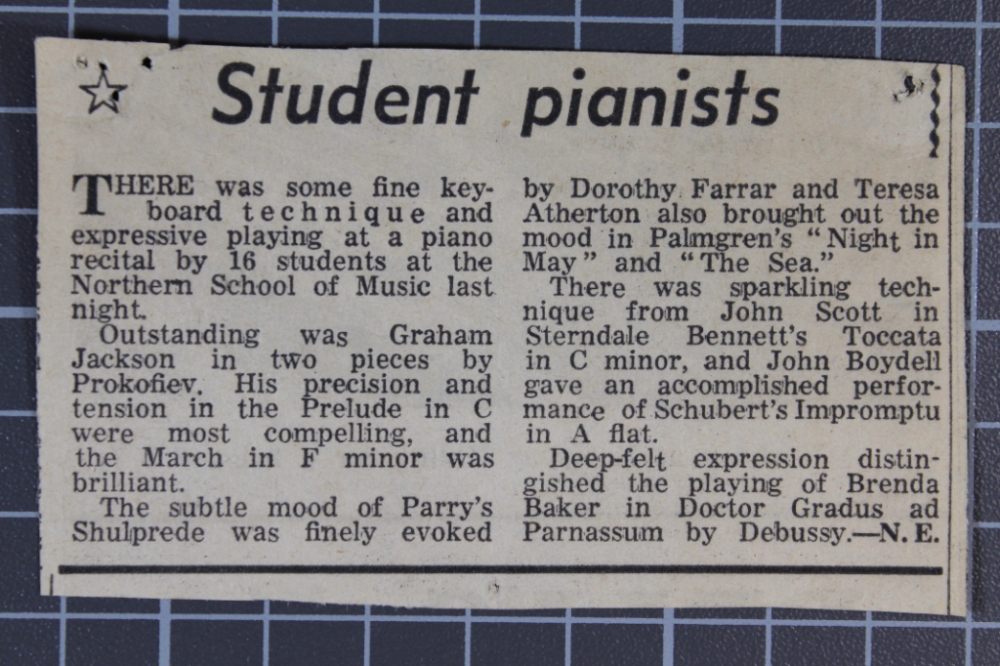 Student pianists
THERE was some fine key-
board technique and
expressive playing at a piano
recital by 16 students at the
Northern School of Music last
night.
Outstanding was Graham
Jackson in two pieces by
Prokofiev. His precision and
tension in the Prelude in C
were most compelling, and
the March in F minor was
brilliant.
The subtle mood of Parry's
Shulprede was finely evoked
by Dorothy Farrar and Teresa
Atherton also brought out the
mood in Palmgren's "Night in
May" and "The Sea."
There was sparkling tech-
nique from John Scott in
Sterndale Bennett's Toccata
in C minor, and John Boydell
gave an accomplished perfor-
mance of Schubert's Impromptu
in A flat.
Deep-felt expression distin-
gished the playing of Brenda
Baker in Doctor Gradus ad
Parnassum by Debussy.—N. E.